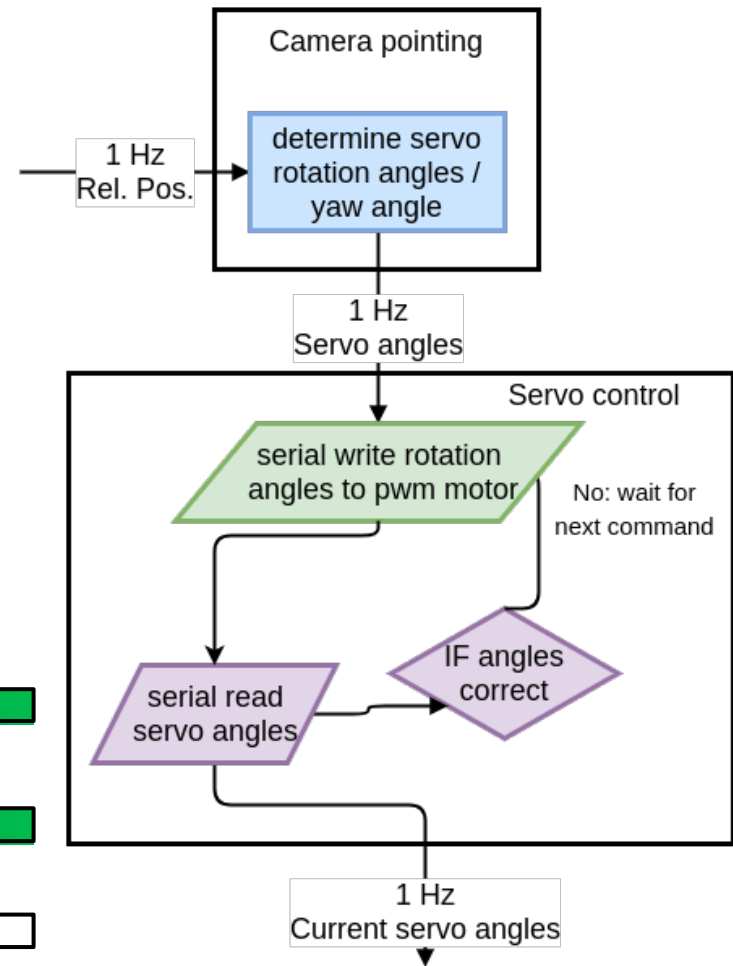 Camera pointing
determine servo
rotation angles /
yaw angle
1 Hz
Rel. Pos.
1 Hz
Servo angles
Servo control
serial write rotation
angles to pwm motor
No: wait for
next command
IF angles
correct
serial read
servo angles
1 Hz
Current servo angles